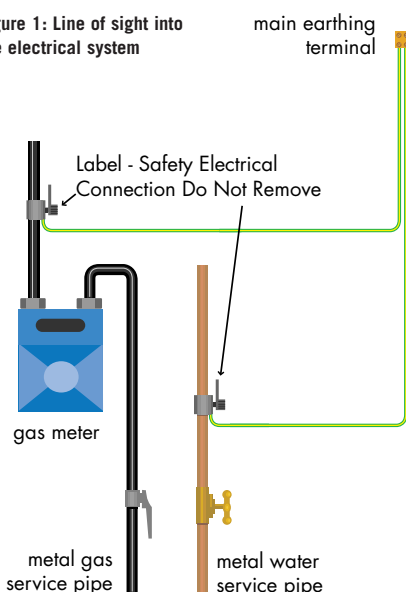 gure 1: Line of sight into
e electrical system
main earthing
terminal
Label - Safety Electrical
Connection Do Not Remove
gas meter
metal gas
service pipe
metal water
service pipe